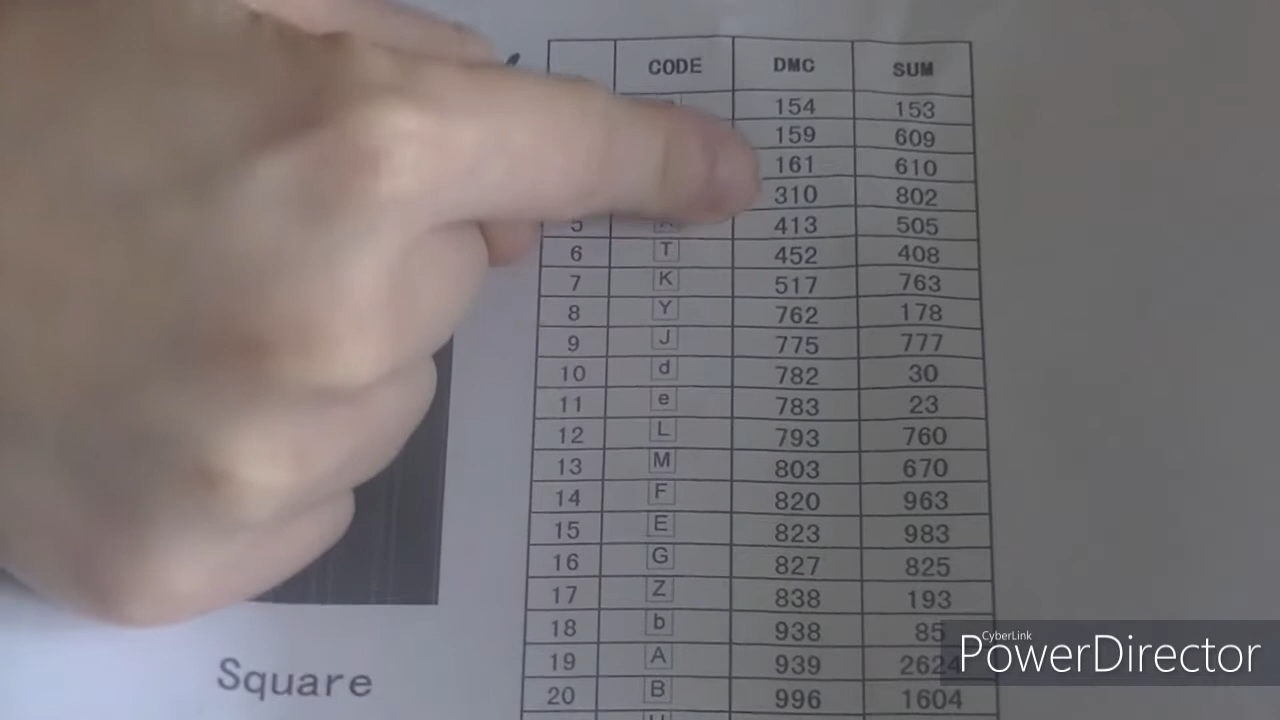 CODE DMC SUM
154 153
159 609
161 610
310 802
5 413 505
6 T 452 408
7 K 517 763
8 Y 762 178
9 J 775 777
10 d 782 30
11 e 783 23
12 L 793 760
13 M 803 670
14 F 820 963
15 E 823 983
16 G 827 825
17 Z 838 193
18 b 938 85
19 A 939 2624
20 B 996 1604
Square
CyberLink
PowerDirector